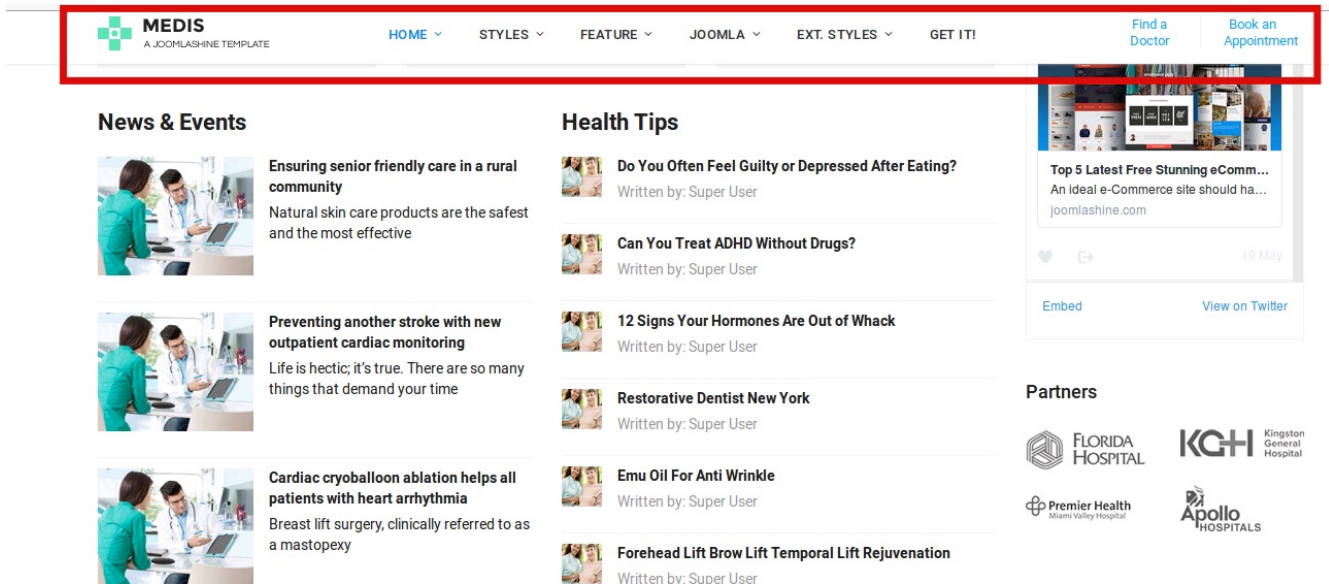 MEDIS
A JOOMLASHINE TEMPLATE
HOME
STYLES
FEATURE
JOOMLA
EXT. STYLES
GET IT!
Find a
Doctor
Book an
Appointment
News & Events
Ensuring senior friendly care in a rural
community
Natural skin care products are the safest
and the most effective
Preventing another stroke with new
outpatient cardiac monitoring
Life is hectic; it's true. There are so many
things that demand your time
Cardiac cryoballoon ablation helps all
patients with heart arrhythmia
Breast lift surgery, clinically referred to as
a mastopexy
Health Tips
Do You Often Feel Guilty or Depressed After Eating?
Written by: Super User
Can You Treat ADHD Without Drugs?
Written by: Super User
12 Signs Your Hormones Are Out of Whack
Written by: Super User
Restorative Dentist New York
Written by: Super User
Emu Oil For Anti Wrinkle
Written by: Super User
Forehead Lift Brow Lift Temporal Lift Rejuvenation
Written by: Super User
Top 5 Latest Free Stunning eComm...
An ideal e-Commerce site should ha...
joomlashine.com
19 May
Embed
View on Twitter
Partners
FLORIDA
HOSPITAL
KGH
Kingston
General
Hospital
Premier Health
Miami Valley Hospital
Apollo
HOSPITALS